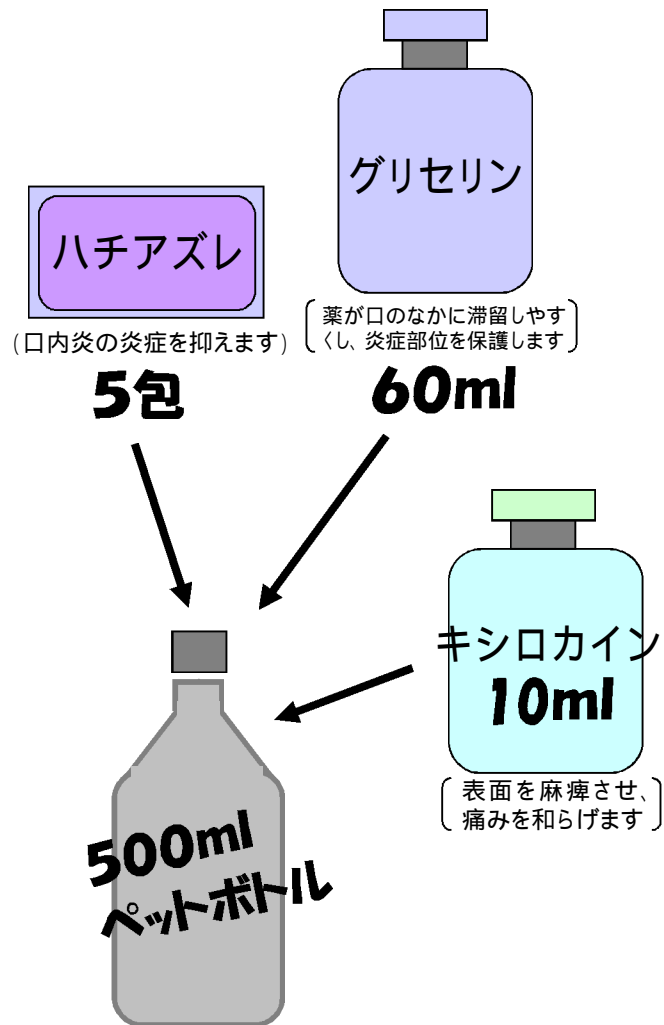 グリセリン
ハチアズレ
薬が口のなかに滞留しやす
くし、炎症部位を保護します
(口内炎の炎症を抑えます)
5包
60ml
キシロカイン
10ml
表面を麻痺させ、
痛みを和らげます
500ml
ペットボトル